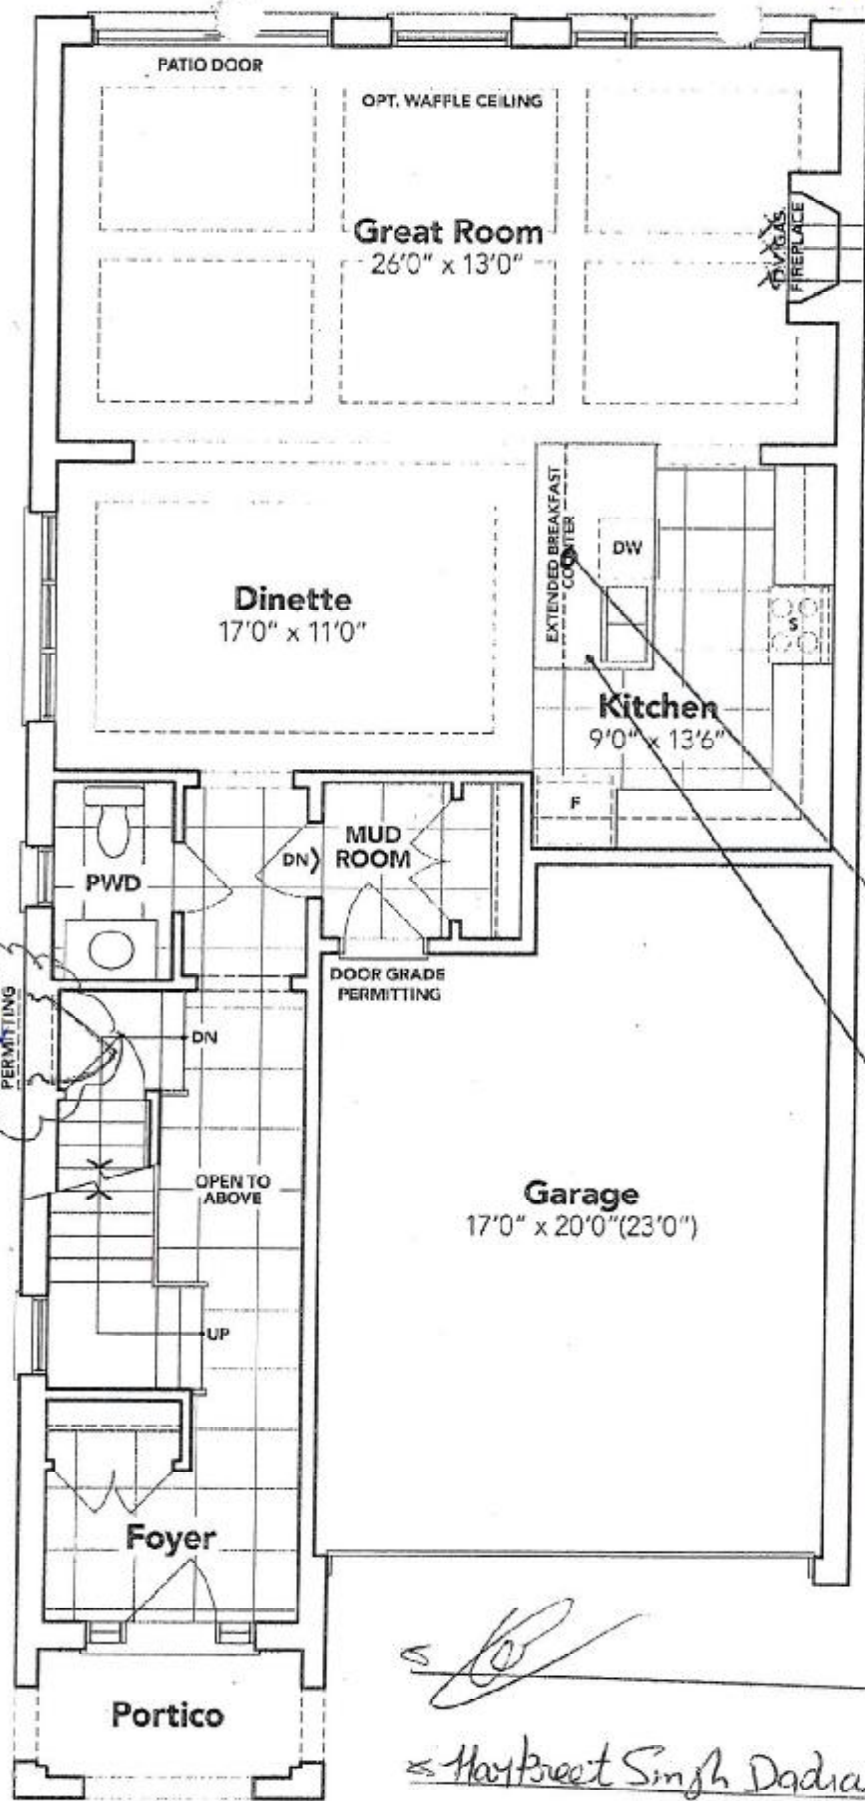 PATIO DOOR
OPT. WAFFLE CEILING
Great Room
26'0" x 13'0"
D.V. GAS
FIREPLACE
EXTENDED BREAKFAST
COUNTER
DW
Dinette
17'0" x 11'0"
S
Kitchen
9'0" x 13'6"
F
MUD
ROOM
DN
PWD
DOOR GRADE
PERMITTING
PERMITTING
DN
OPEN TO
ABOVE
Garage
17'0" x 20'0"(23'0")
UP
Foyer
Portico
Singh